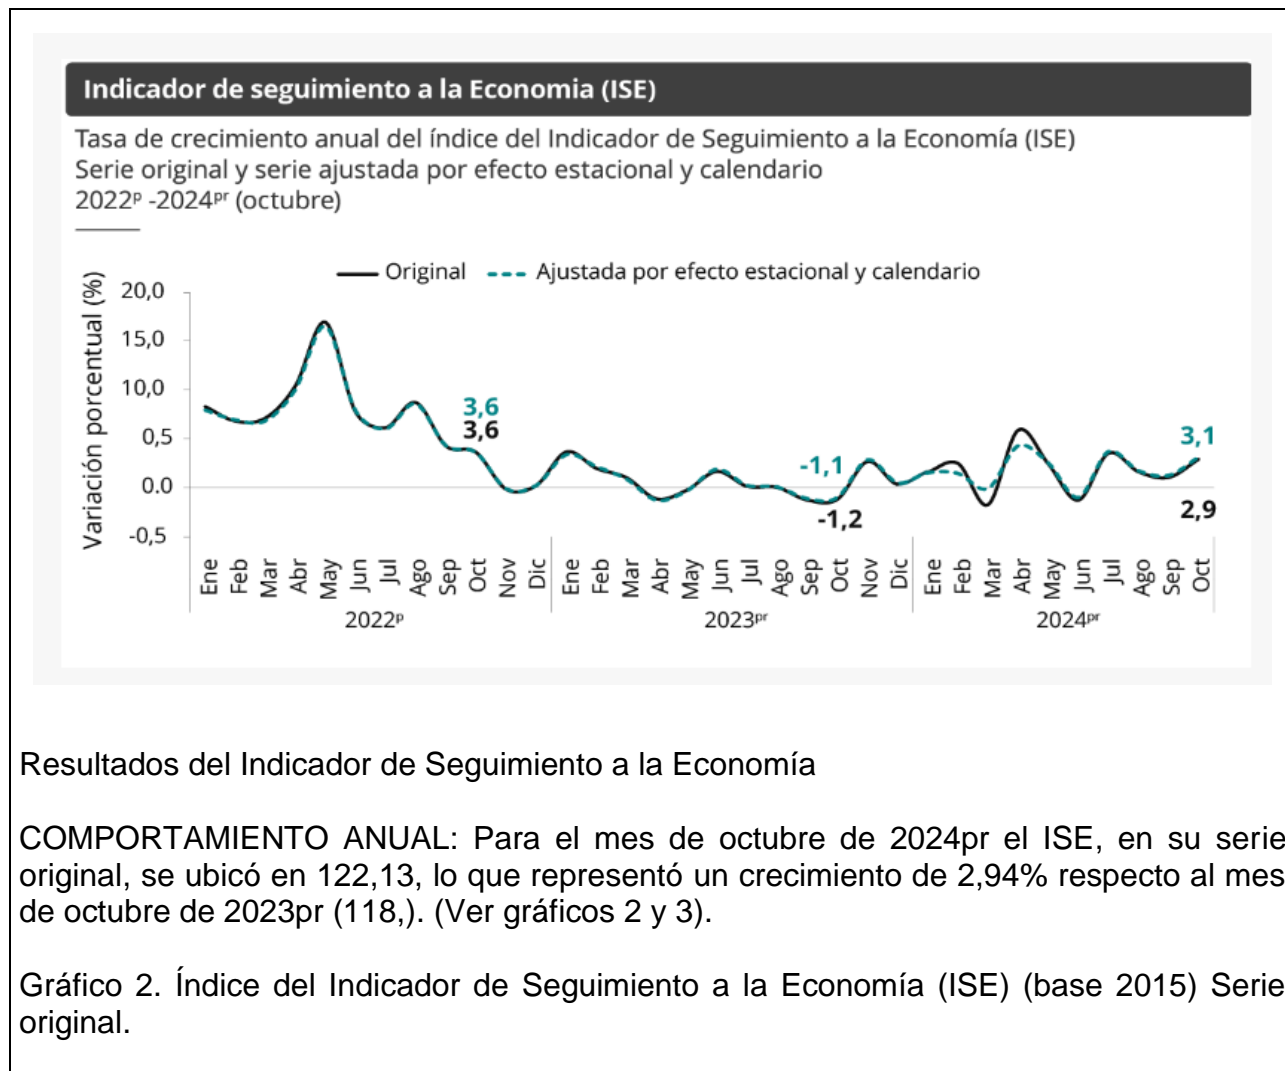 Indicador de seguimiento a la Economia (ISE)
Tasa de crecimiento anual del índice del Indicador de Seguimiento a la Economía (ISE)
Serie original y serie ajustada por efecto estacional y calendario
2022ᵖ -2024ᵖʳ (octubre)
Original
Ajustada por efecto estacional y calendario
Variación porcentual (%)
20,0
15,0
10,0
0,5
0.0
-0,5
3,6
3,6
-1,1
-1,2
3,1
2,9
Ene Feb Mar Abr May Jun Jul Ago Sep Oct Nov Dic Ene Feb Mar Abr May Jun Jul Ago Sep Oct Nov Dic Ene Feb Mar Abr May Jun Jul Ago Sep Oct
2022ᵖ 2023ᵖʳ 2024ᵖʳ
Resultados del Indicador de Seguimiento a la Economía
COMPORTAMIENTO ANUAL: Para el mes de octubre de 2024pr el ISE, en su serie
original, se ubicó en 122,13, lo que representó un crecimiento de 2,94% respecto al mes
de octubre de 2023pr (118,). (Ver gráficos 2 y 3).
Gráfico 2. Índice del Indicador de Seguimiento a la Economía (ISE) (base 2015) Serie
original.